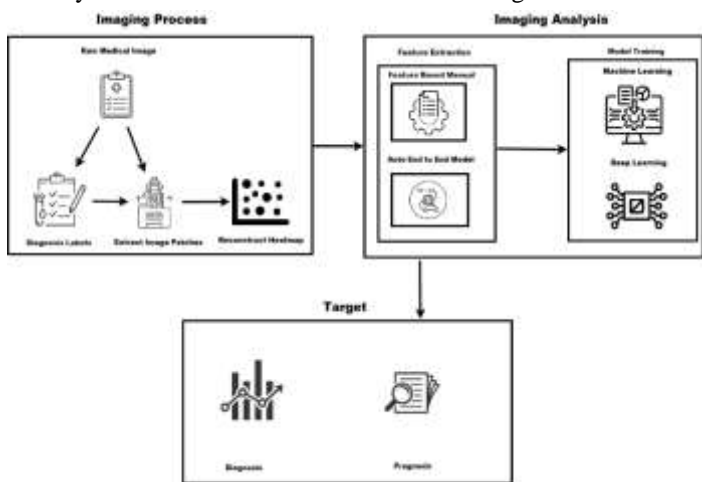 Imaging Process
Raw Medical Image
Diagnosis Labels
Extract Image Patches
Reconstruct Heatmap
Imaging Analysis
Feature Extraction
Feature Based Manual
Auto End to End Model
Model Training
Machine Learning
Deep Learning
Target
Diagnosis
Prognosis